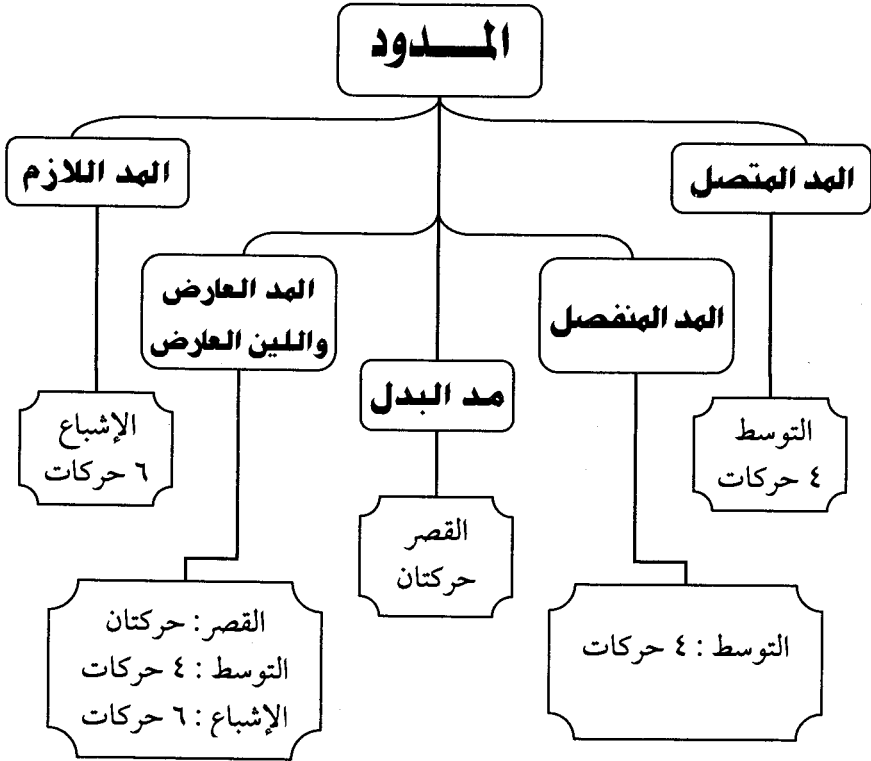 المدود
المد المتصل
المد اللازم
المد المنفصل
المد العارض
واللين العارض
مد البدل
التوسط
٤ حركات
الإشباع
٦ حركات
القصر
حركتان
التوسط : ٤ حركات
القصر : حركتان
التوسط : ٤ حركات
الإشباع : ٦ حركات